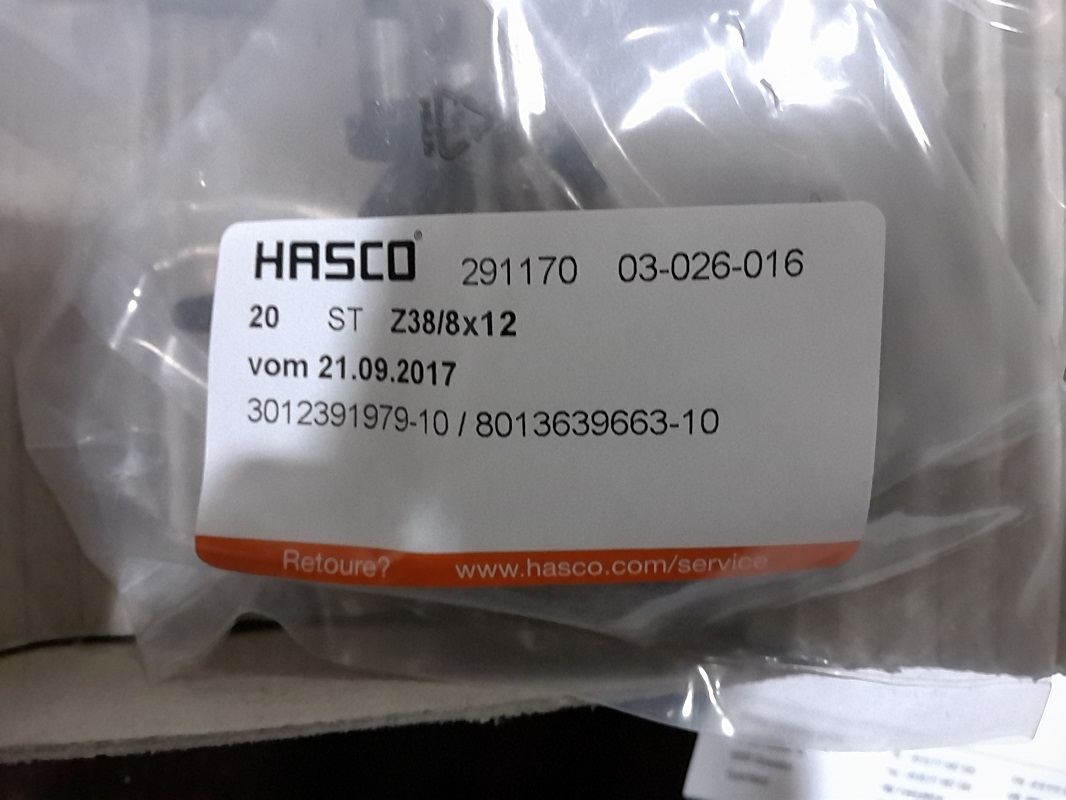 HASCO® 291170 03-026-016
20 ST Z38/8x12
vom 21.09.2017
3012391979-10 / 8013639663-10
Retoure? www.hasco.com/service